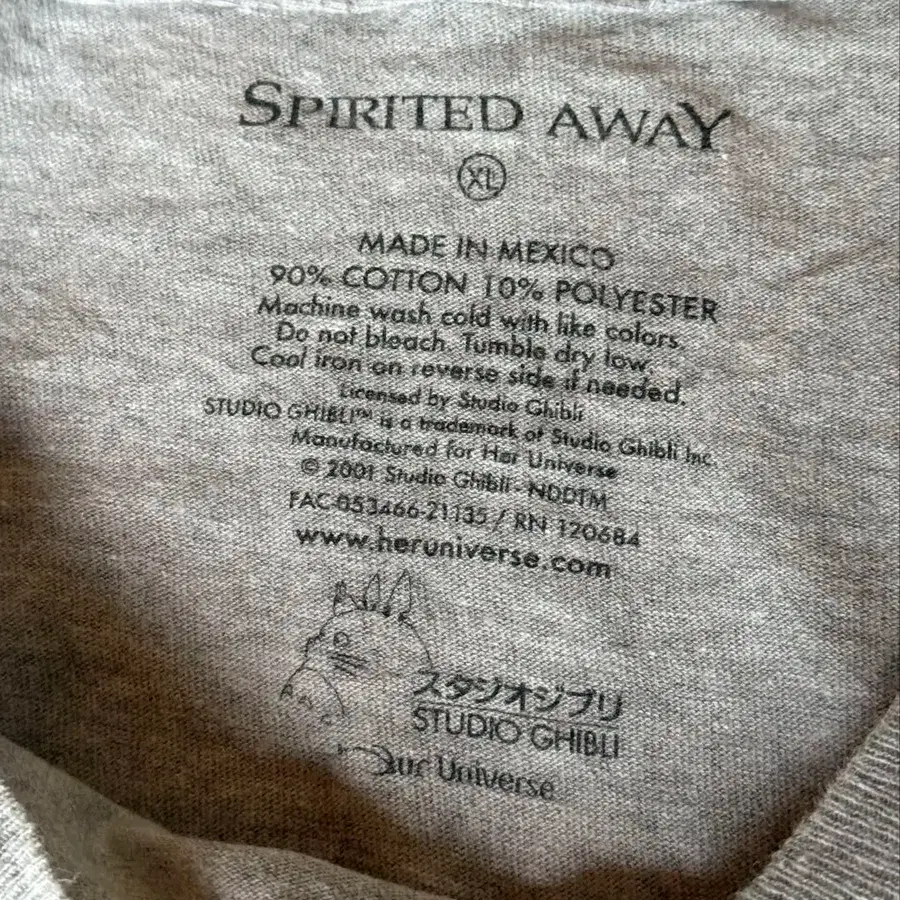 SPIRITED AWAY
XL
MADE IN MEXICO
90% COTTON 10% POLYESTER
Machine wash cold with like colors.
Do not bleach. Tumble dry low.
Cool iron on reverse side if needed.
Licensed by Studio Ghibli
STUDIO GHIBLI™ is a trademark of Studio Ghibli Inc.
Manufactured for Her Universe
© 2001 Studio Ghibli - NDDTM
FAC-053466-21135 / RN 120684
www.heruniverse.com
スタジオジブリ
STUDIO GHIBLI
Universe